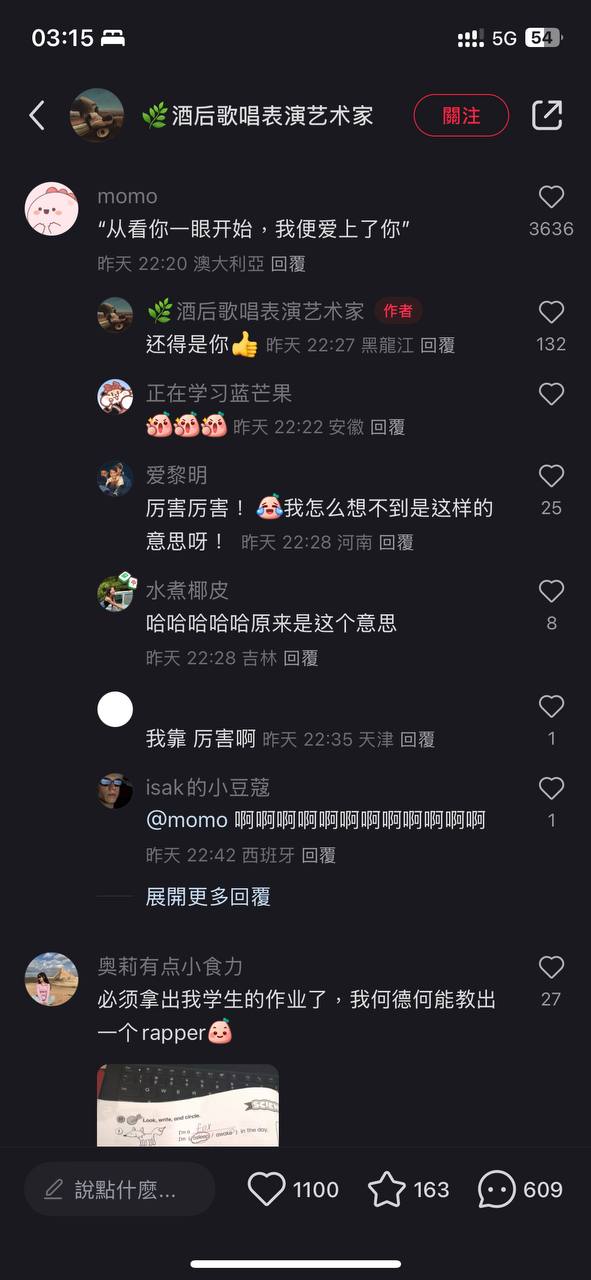 03:15
5G
54
🌿酒后歌唱表演艺术家
關注
momo
“从看你一眼开始，我便爱上了你”
3636
昨天 22:20 澳大利亞 回覆
🌿酒后歌唱表演艺术家 作者
还得是你👍 昨天 22:27 黑龍江 回覆
132
正在学习蓝芒果
昨天 22:22 安徽 回覆
爱黎明
厉害厉害！我怎么想不到是这样的
25
意思呀！ 昨天 22:28 河南 回覆
水煮椰皮
哈哈哈哈哈原来是这个意思
8
昨天 22:28 吉林 回覆
我靠 厉害啊 昨天 22:35 天津 回覆
1
isak的小豆蔻
@momo 啊啊啊啊啊啊啊啊啊啊啊啊
1
昨天 22:42 西班牙 回覆
展開更多回覆
奥莉有点小食力
必须拿出我学生的作业了，我何德何能教出
27
一个rapper
Look, write, and circle.
I'm a fox
I'm (asleep / awake) in the day.
說點什麽...
1100
163
609